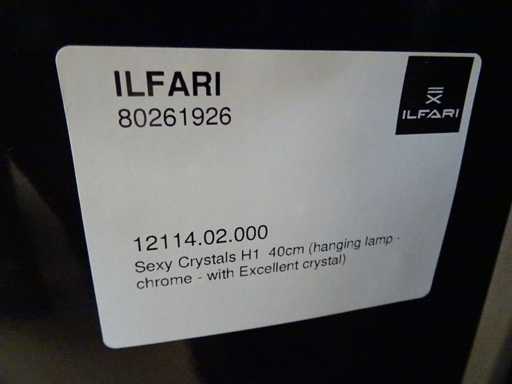 ILFARI
80261926
ILFARI
12114.02.000
Sexy Crystals H1 40cm (hanging lamp -
chrome - with Excellent crystal)